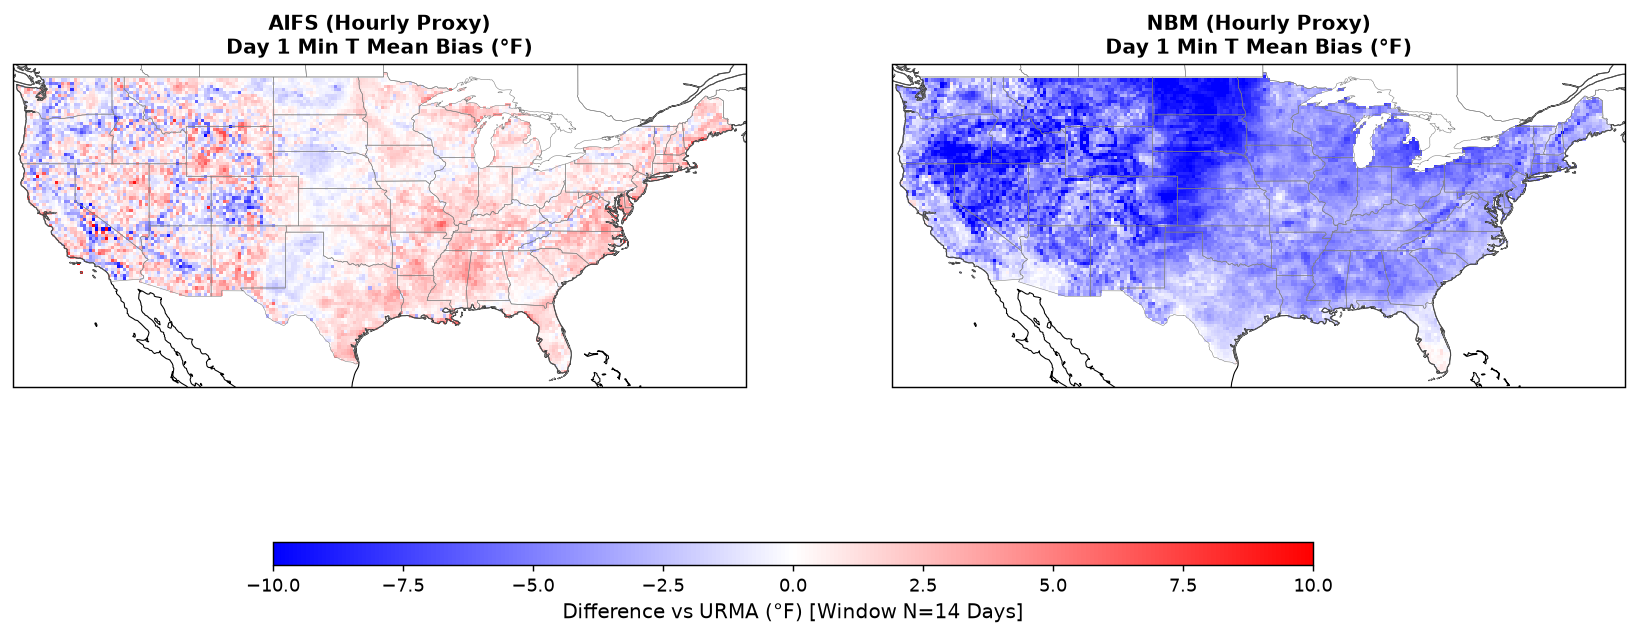 AIFS (Hourly Proxy)
Day 1 Min T Mean Bias (°F)
NBM (Hourly Proxy)
Day 1 Min T Mean Bias (°F)
−10.0 −7.5 −5.0 −2.5 0.0 2.5 5.0 7.5 10.0
Difference vs URMA (°F) [Window N=14 Days]